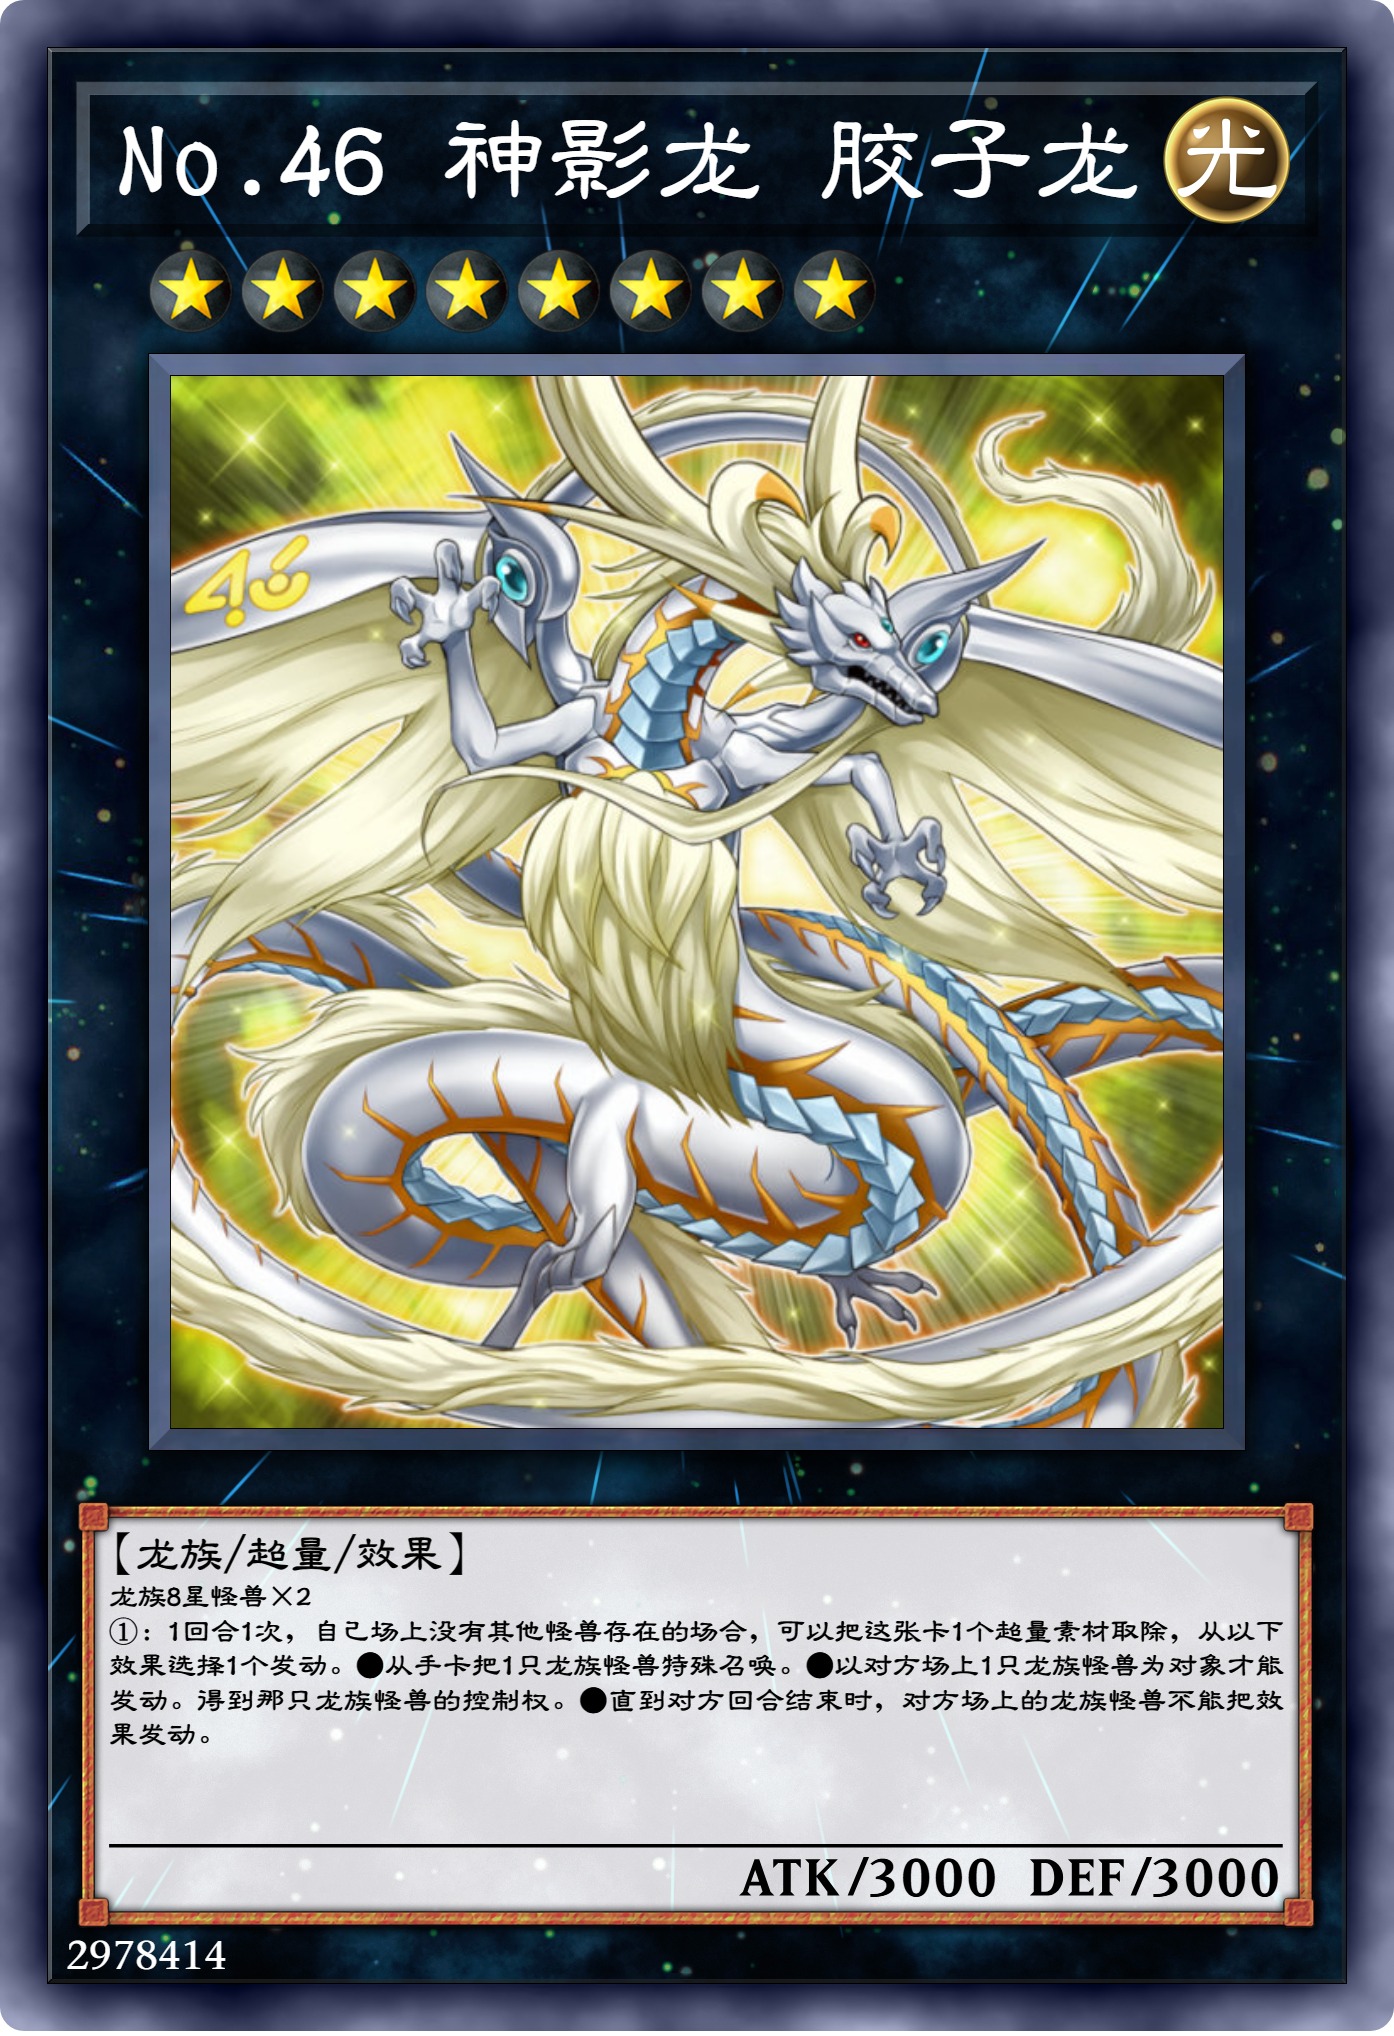 No.46 神影龙 胶子龙 光
46
【龙族/超量/效果】
龙族8星怪兽×2
①：1回合1次，自己场上没有其他怪兽存在的场合，可以把这张卡1个超量素材取除，从以下
效果选择1个发动。●从手卡把1只龙族怪兽特殊召唤。●以对方场上1只龙族怪兽为对象才能
发动。得到那只龙族怪兽的控制权。●直到对方回合结束时，对方场上的龙族怪兽不能把效
果发动。
ATK/3000 DEF/3000
2978414